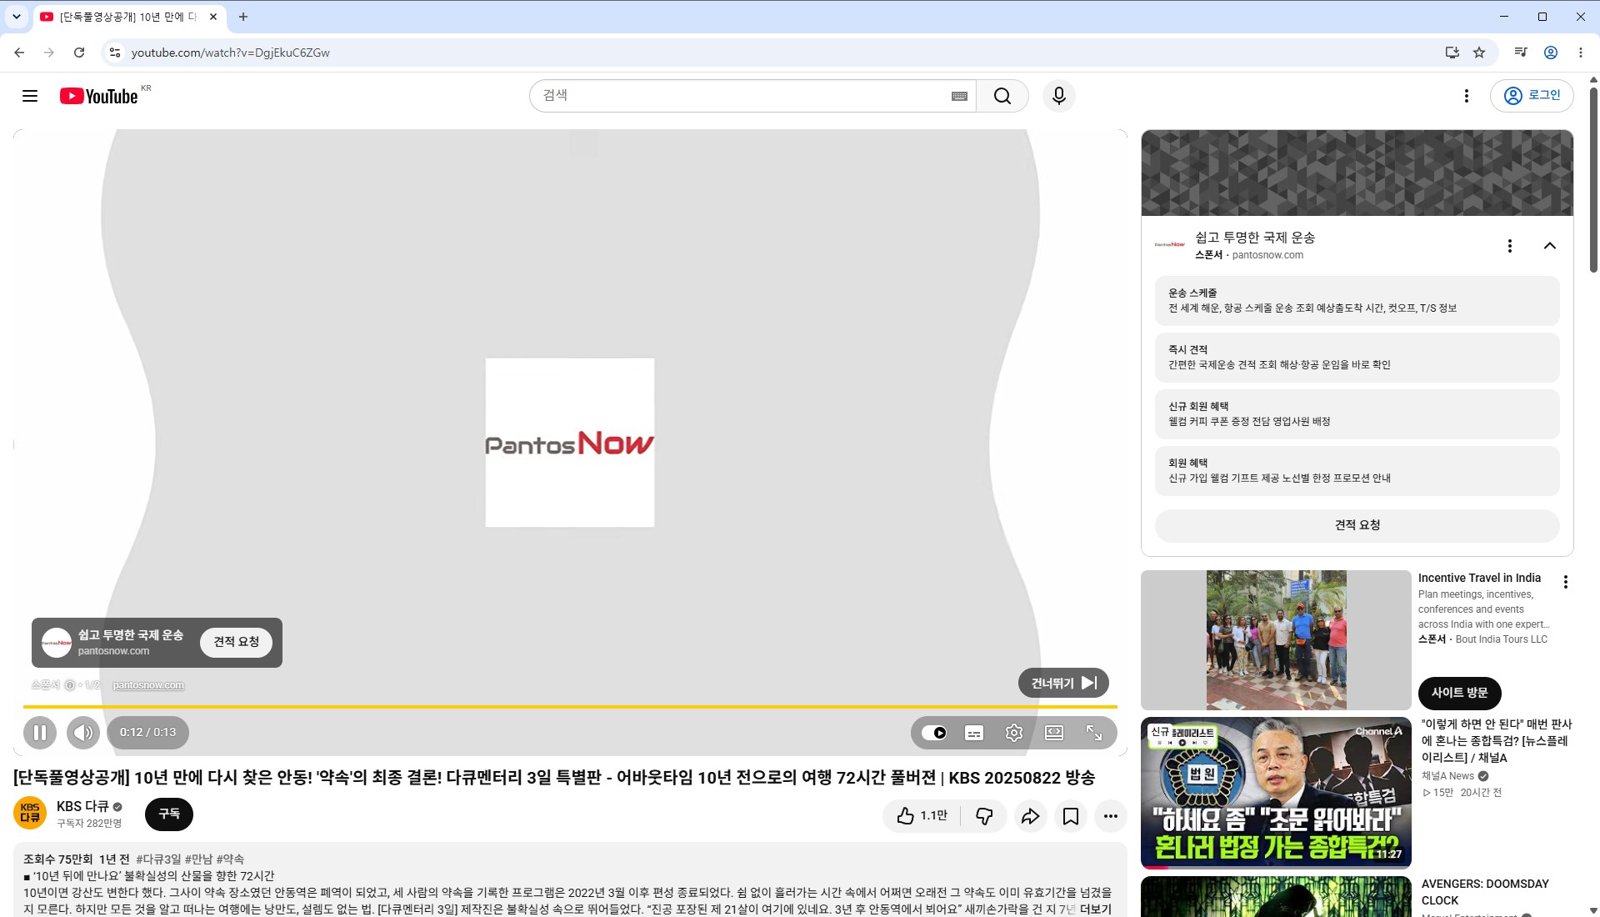 [단독풀영상공개] 10년 만에 다
youtube.com/watch?v=DgjEkuC6ZGw
YouTube KR
검색
로그인
PantosNow
쉽고 투명한 국제 운송
pantosnow.com
견적 요청
스폰서 · 1/2 pantosnow.com
건너뛰기
0:12 / 0:13
[단독풀영상공개] 10년 만에 다시 찾은 안동! '약속'의 최종 결론! 다큐멘터리 3일 특별판 - 어바웃타임 10년 전으로의 여행 72시간 풀버젼 | KBS 20250822 방송
KBS 다큐
KBS 다큐
구독자 282만명
구독
1.1만
조회수 75만회 1년 전 #다큐3일 #만남 #약속
■ ‘10년 뒤에 만나요’ 불확실성의 산물을 향한 72시간
10년이면 강산도 변한다 했다. 그사이 약속 장소였던 안동역은 폐역이 되었고, 세 사람의 약속을 기록한 프로그램은 2022년 3월 이후 편성 종료되었다. 쉼 없이 흘러가는 시간 속에서 어쩌면 오래전 그 약속도 이미 유효기간을 넘겼을
지 모른다. 하지만 모든 것을 알고 떠나는 여행에는 낭만도, 설렘도 없는 법. [다큐멘터리 3일] 제작진은 불확실성 속으로 뛰어들었다. “진공 포장된 제 21살이 여기에 있네요. 3년 후 안동역에서 뵈어요” 새끼손가락을 건 지 7년 더보기
PantosNow
쉽고 투명한 국제 운송
스폰서 · pantosnow.com
운송 스케줄
전 세계 해운, 항공 스케줄 운송 조회 예상출도착 시간, 컷오프, T/S 정보
즉시 견적
간편한 국제운송 견적 조회 해상·항공 운임을 바로 확인
신규 회원 혜택
웰컴 커피 쿠폰 증정 전담 영업사원 배정
회원 혜택
신규 가입 웰컴 기프트 제공 노선별 한정 프로모션 안내
견적 요청
Incentive Travel in India
Plan meetings, incentives,
conferences and events
across India with one expert...
스폰서 · Bout India Tours LLC
사이트 방문
신규 플레이리스트
Channel A
법원
종합특검
"하세요 좀" "조문 읽어봐라"
혼나러 법정 가는 종합특검?
11:27
"이렇게 하면 안 된다" 매번 판사
에 혼나는 종합특검? [뉴스플레
이리스트] / 채널A
채널A News
15만 20시간 전
AVENGERS: DOOMSDAY
CLOCK